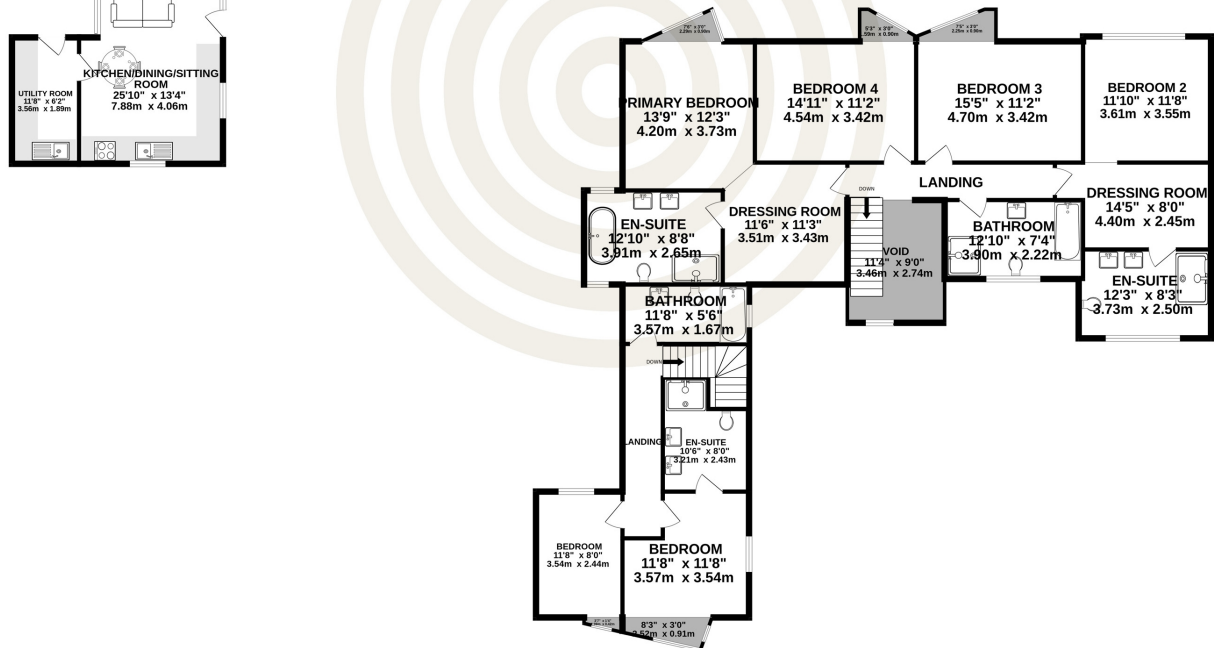 KITCHEN/DINING/SITTING
ROOM
25'10" x 13'4"
7.88m x 4.06m
UTILITY ROOM
11'8" x 6'2"
3.56m x 1.89m
7'6" x 3'0"
2.29m x 0.90m
5'3" x 3'0"
1.59m x 0.90m
7'5" x 3'0"
2.25m x 0.90m
PRIMARY BEDROOM
13'9" x 12'3"
4.20m x 3.73m
BEDROOM 4
14'11" x 11'2"
4.54m x 3.42m
BEDROOM 3
15'5" x 11'2"
4.70m x 3.42m
BEDROOM 2
11'10" x 11'8"
3.61m x 3.55m
LANDING
DOWN
DRESSING ROOM
14'5" x 8'0"
4.40m x 2.45m
DRESSING ROOM
11'6" x 11'3"
3.51m x 3.43m
EN-SUITE
12'10" x 8'8"
3.91m x 2.65m
VOID
11'4" x 9'0"
3.46m x 2.74m
BATHROOM
12'10" x 7'4"
3.90m x 2.22m
EN-SUITE
12'3" x 8'3"
3.73m x 2.50m
BATHROOM
11'8" x 5'6"
3.57m x 1.67m
DOWN
LANDING
EN-SUITE
10'6" x 8'0"
3.21m x 2.43m
BEDROOM
11'8" x 8'0"
3.54m x 2.44m
BEDROOM
11'8" x 11'8"
3.57m x 3.54m
8'3" x 3'0"
2.52m x 0.91m